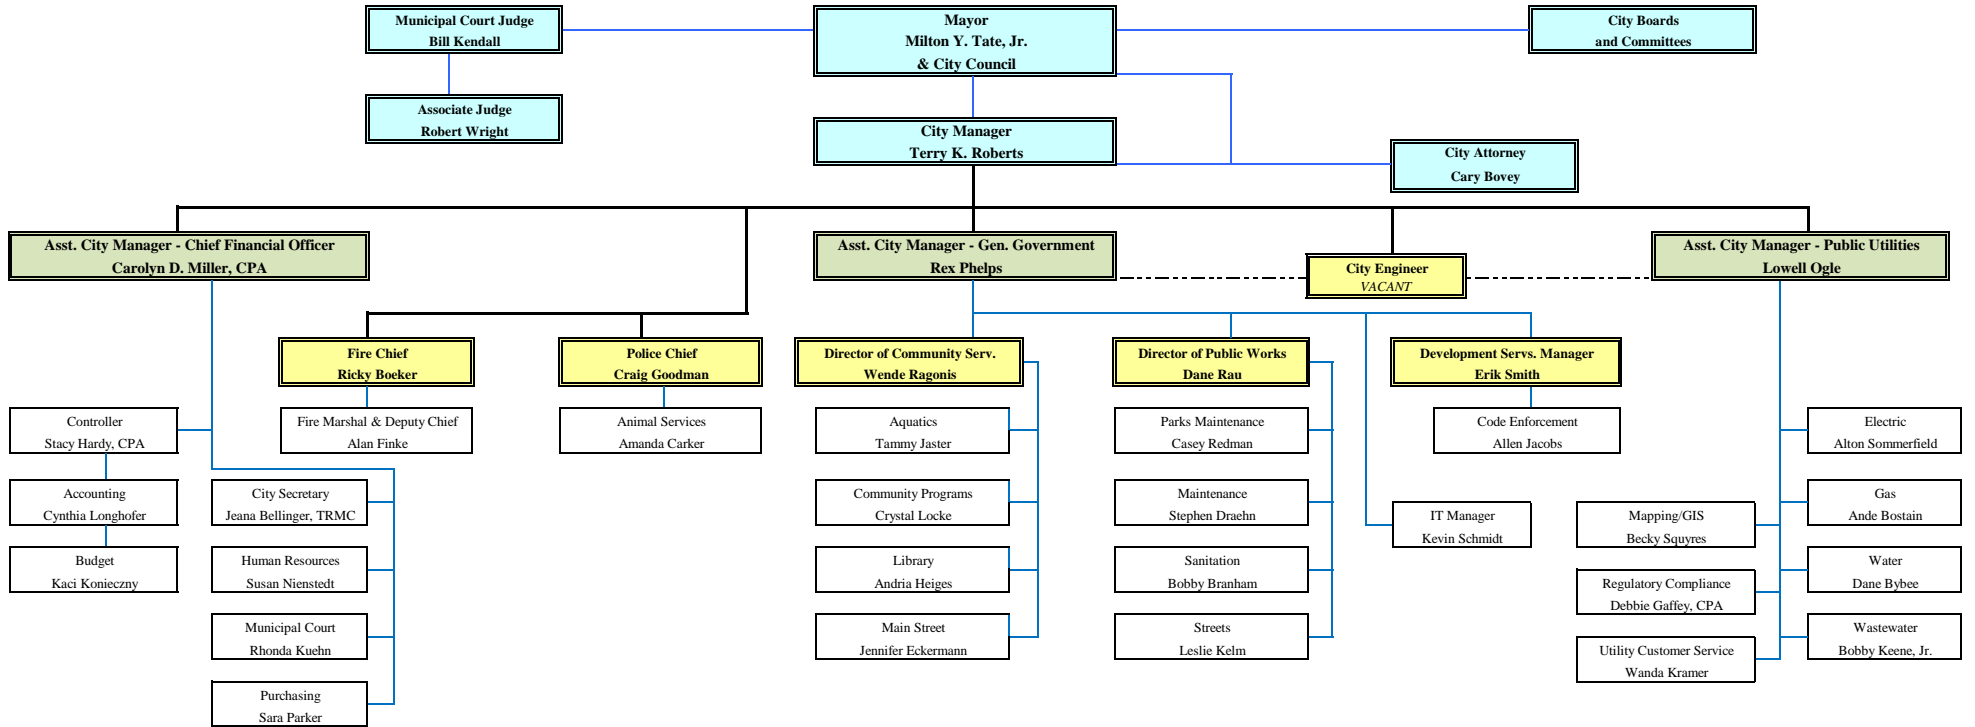 Municipal Court Judge
Bill Kendall
Mayor
Milton Y. Tate, Jr.
& City Council
City Boards
and Committees
Associate Judge
Robert Wright
City Manager
Terry K. Roberts
City Attorney
Cary Bovey
Asst. City Manager - Chief Financial Officer
Carolyn D. Miller, CPA
Asst. City Manager - Gen. Government
Rex Phelps
City Engineer
VACANT
Asst. City Manager - Public Utilities
Lowell Ogle
Fire Chief
Ricky Boeker
Police Chief
Craig Goodman
Director of Community Serv.
Wende Ragonis
Director of Public Works
Dane Rau
Development Servs. Manager
Erik Smith
Controller
Stacy Hardy, CPA
Fire Marshal & Deputy Chief
Alan Finke
Animal Services
Amanda Carker
Aquatics
Tammy Jaster
Parks Maintenance
Casey Redman
Code Enforcement
Allen Jacobs
Electric
Alton Sommerfield
Accounting
Cynthia Longhofer
City Secretary
Jeana Bellinger, TRMC
Community Programs
Crystal Locke
Maintenance
Stephen Draehn
IT Manager
Kevin Schmidt
Mapping/GIS
Becky Squyres
Gas
Ande Bostain
Budget
Kaci Konieczny
Human Resources
Susan Nienstedt
Library
Andria Heiges
Sanitation
Bobby Branham
Regulatory Compliance
Debbie Gaffey, CPA
Water
Dane Bybee
Municipal Court
Rhonda Kuehn
Main Street
Jennifer Eckermann
Streets
Leslie Kelm
Utility Customer Service
Wanda Kramer
Wastewater
Bobby Keene, Jr.
Purchasing
Sara Parker